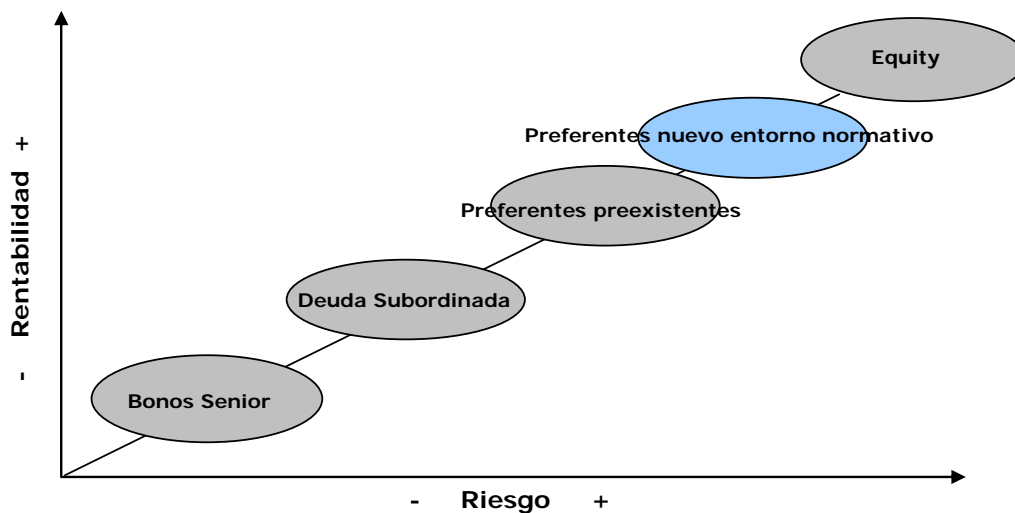 Equity
Preferentes nuevo entorno normativo
Preferentes preexistentes
Deuda Subordinada
Bonos Senior
- Rentabilidad +
- Riesgo +